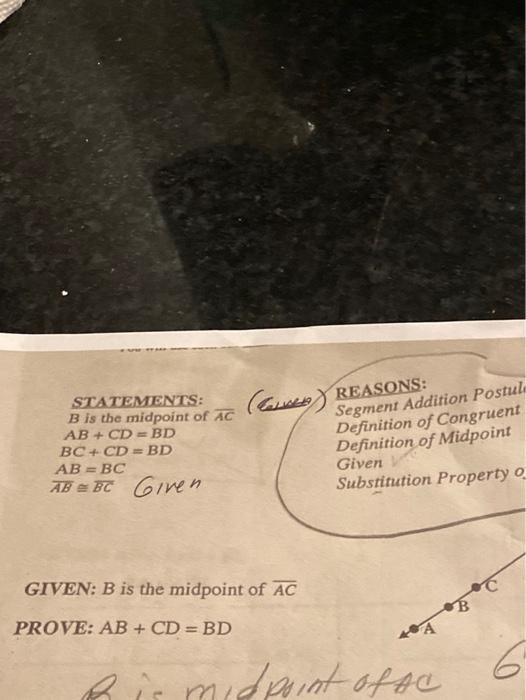 STATEMENTS:
B is the midpoint of AC
AB + CD = BD
BC + CD = BD
AB = BC
AB ≅ BC Given
(Given)
REASONS:
Segment Addition Postul
Definition of Congruent
Definition of Midpoint
Given
Substitution Property o
GIVEN: B is the midpoint of AC
PROVE: AB + CD = BD
C
B
A
B is midpoint of AC
6